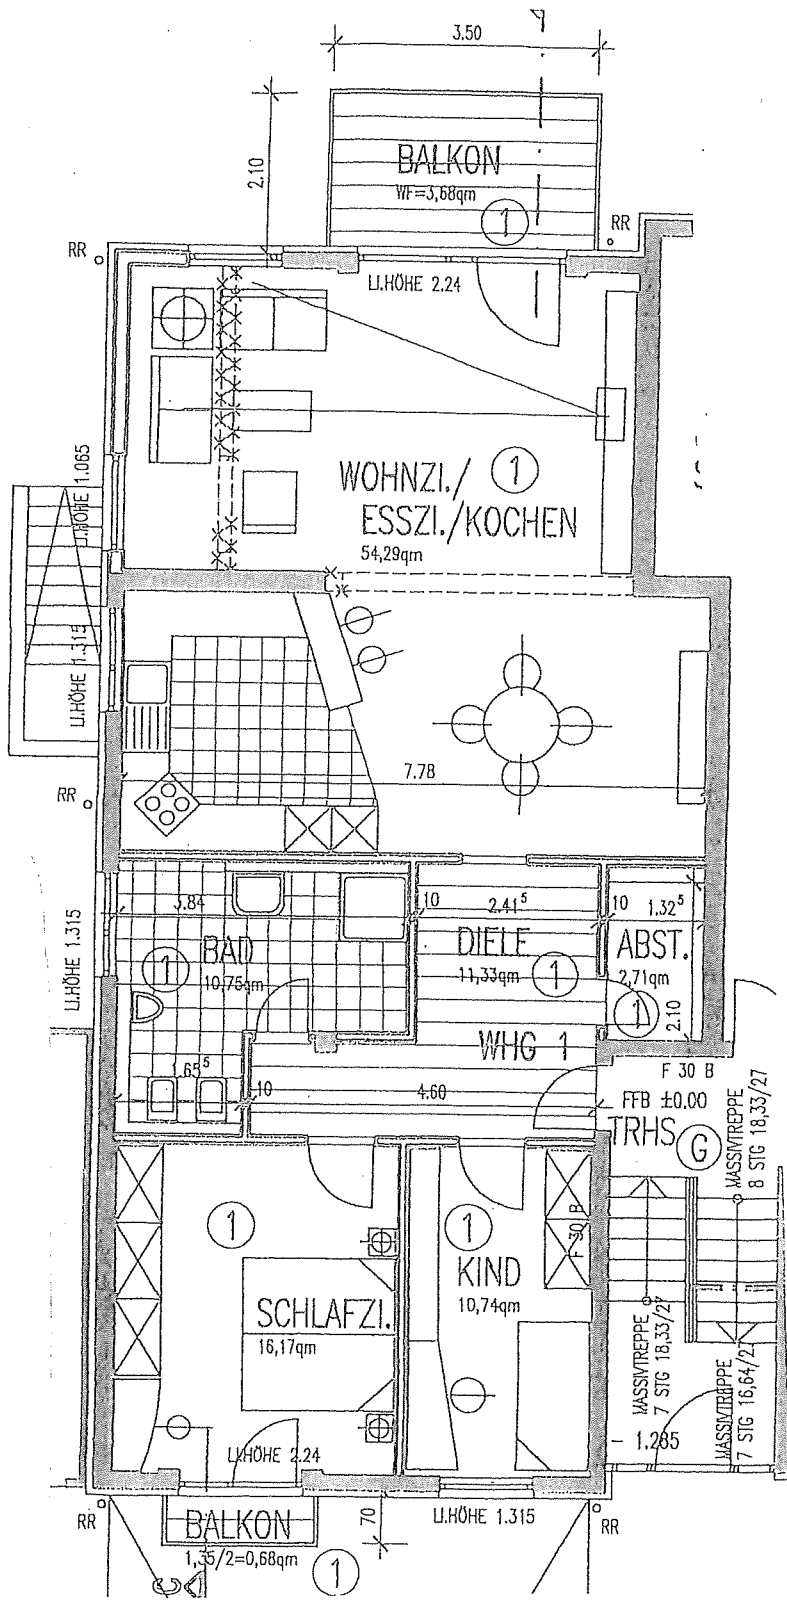 3.50
2.10
BALKON
WF=3,68qm
1
RR
RR
LI.HÖHE 2.24
LI.HÖHE 1.065
WOHNZI./
1
ESSZI./KOCHEN
54,29qm
LI.HÖHE 1.315
7.78
RR
LI.HÖHE 1.315
3.84
10
2.41⁵
10
1.32⁵
BAD
10,75qm
1
DIELE
11,33qm
1
ABST.
2,71qm
1
2.10
WHG 1
1.65⁵
10
4.60
F 30 B
FFB ±0.00
TRHS
G
MASSIVTREPPE
8 STG 18,33/27
1
SCHLAFZI.
16,17qm
1
KIND
10,74qm
F 30 B
MASSIVTREPPE
7 STG 18,33/27
MASSIVTREPPE
7 STG 16,64/27
- 1.285
LI.HÖHE 2.24
RR
BALKON
1,35/2=0,68qm
1
70
LI.HÖHE 1.315
RR